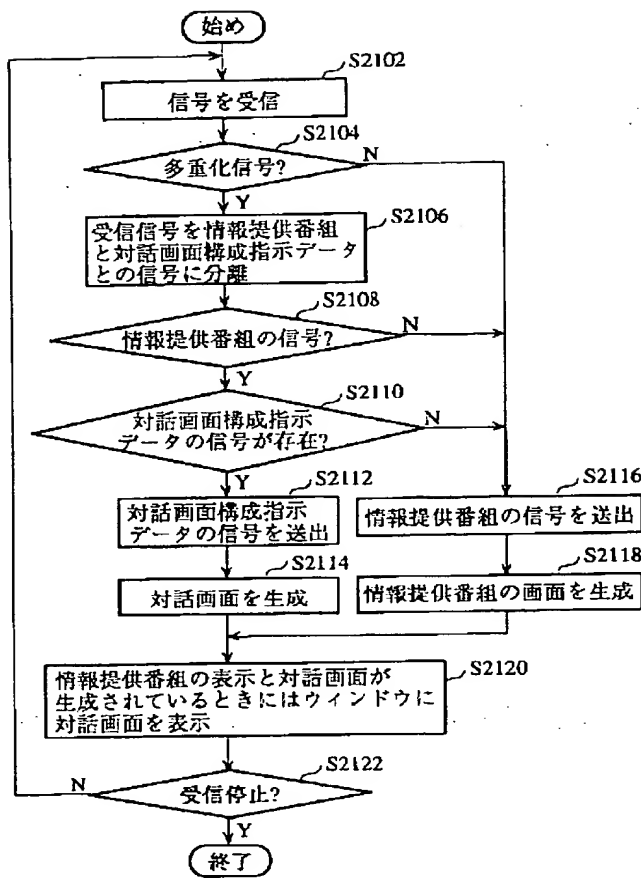 始め
S2102
信号を受信
S2104
多重化信号?
N
Y
S2106
受信信号を情報提供番組
と対話画面構成指示データ
との信号に分離
S2108
情報提供番組の信号?
N
Y
S2110
対話画面構成指示
データの信号が存在?
N
Y
S2112
対話画面構成指示
データの信号を送出
S2116
情報提供番組の信号を送出
S2114
対話画面を生成
S2118
情報提供番組の画面を生成
S2120
情報提供番組の表示と対話画面が
生成されているときにはウィンドウに
対話画面を表示
S2122
受信停止?
N
Y
終了